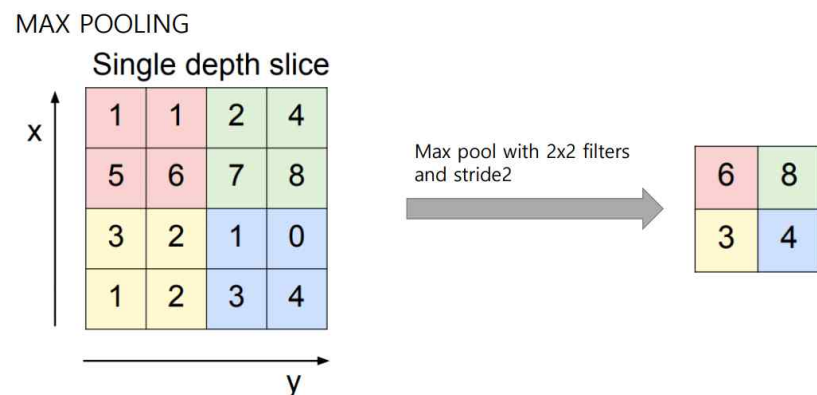 MAX POOLING
Single depth slice
x
1 1 2 4
5 6 7 8
3 2 1 0
1 2 3 4
y
Max pool with 2x2 filters
and stride2
6 8
3 4